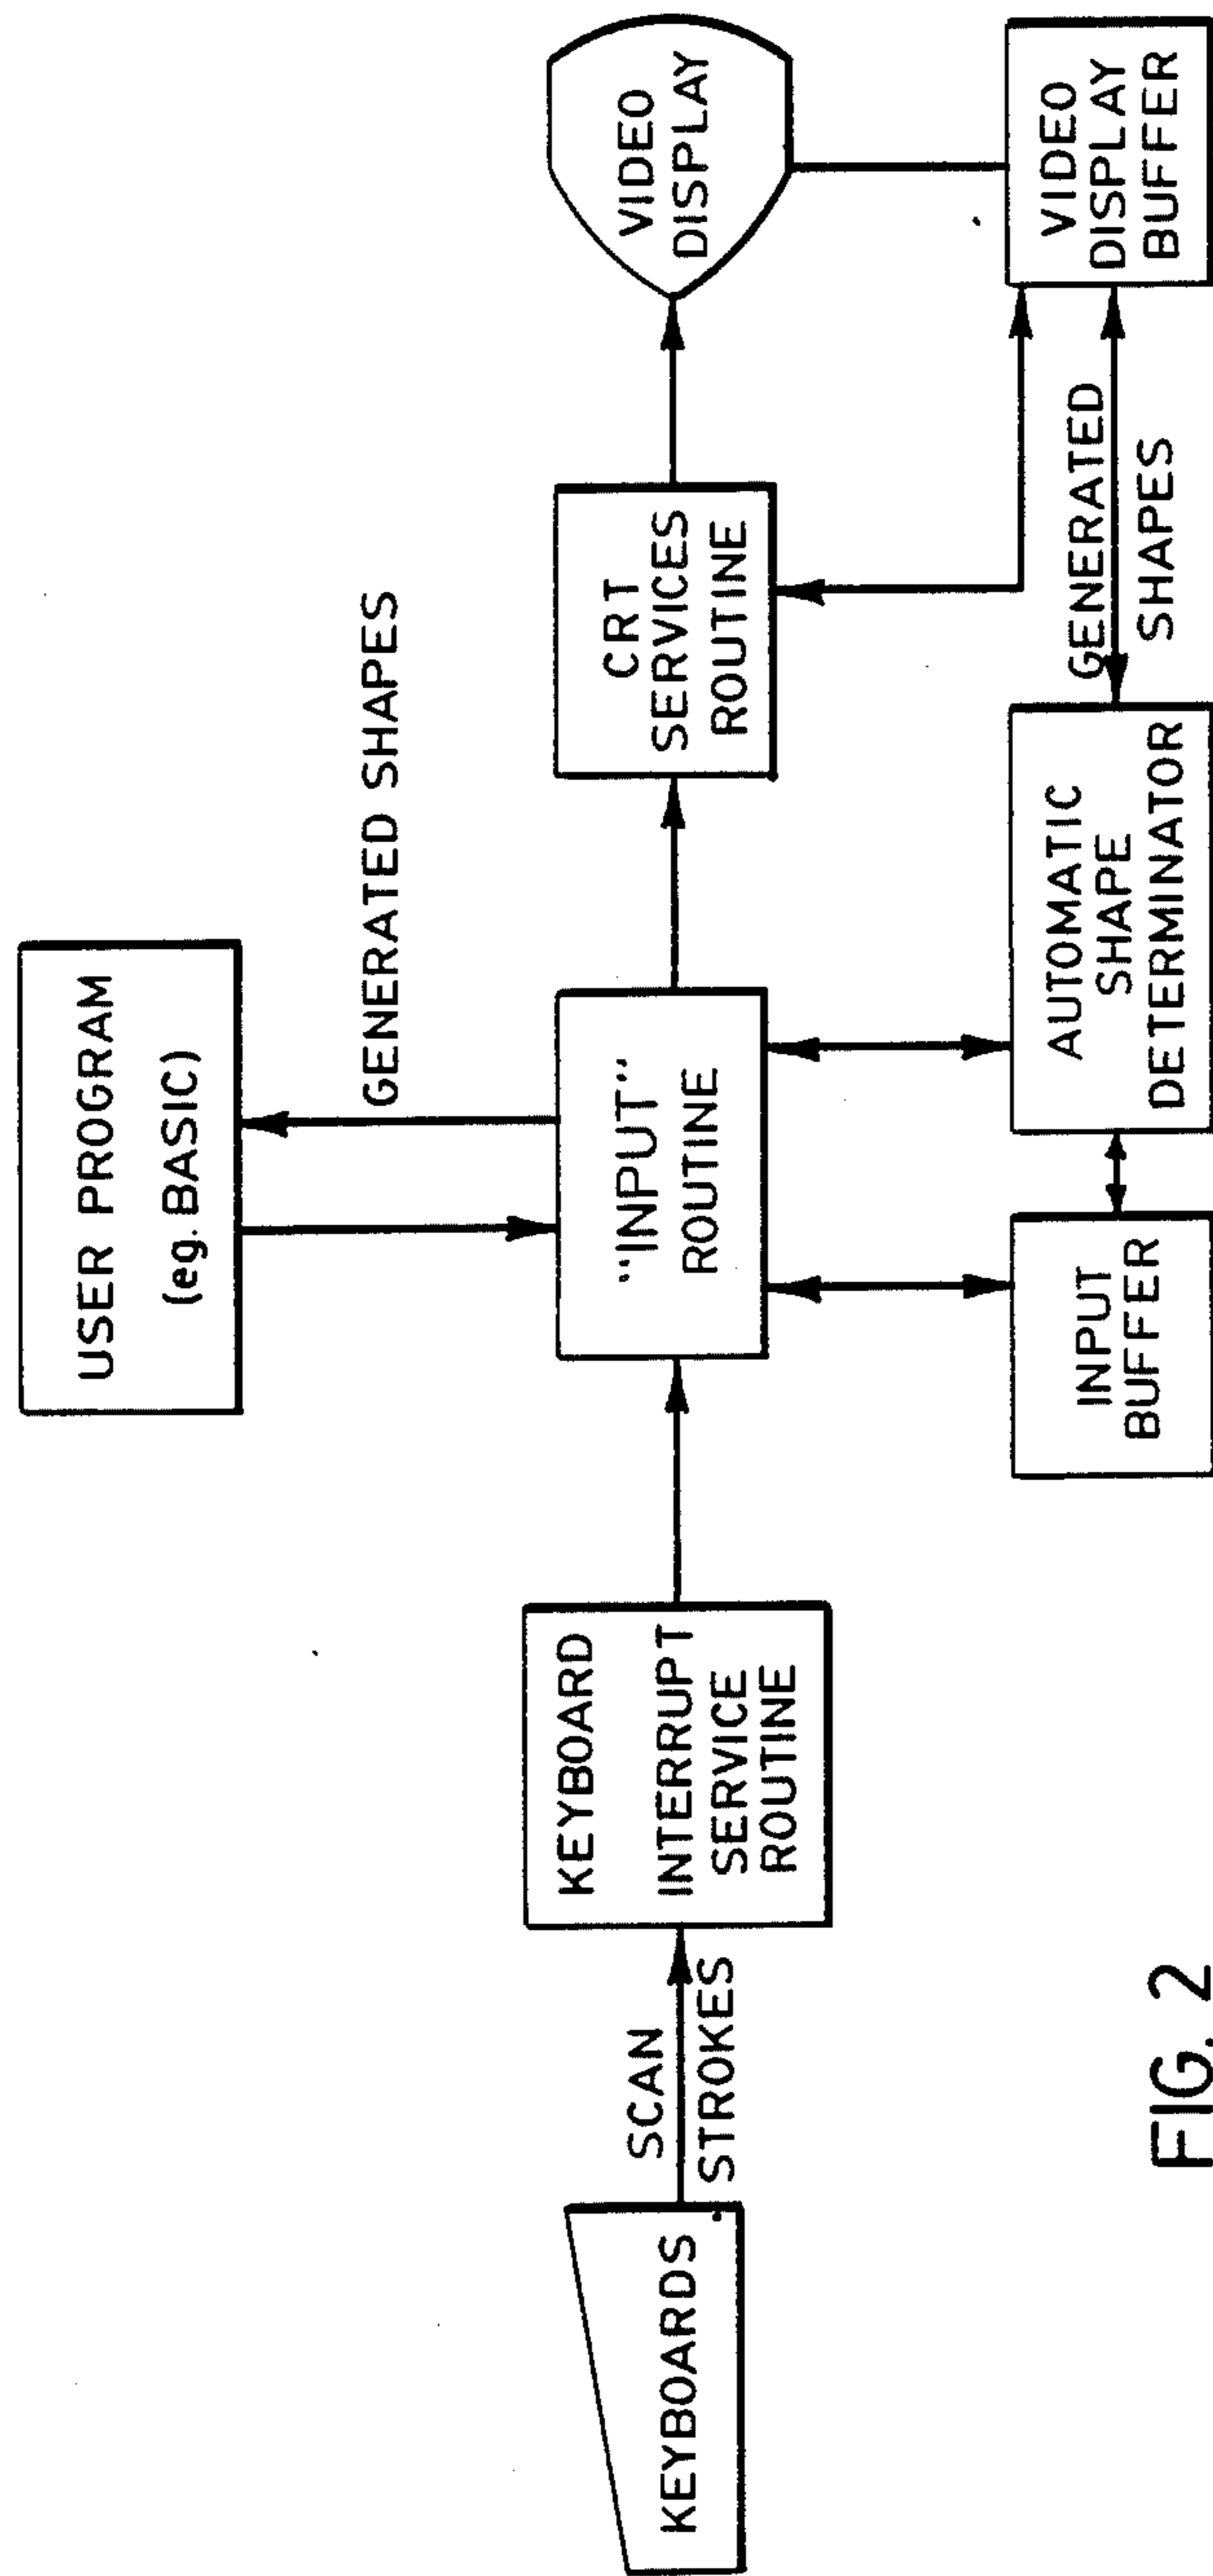 USER PROGRAM
(eg. BASIC)
GENERATED SHAPES
KEYBOARDS
SCAN
STROKES
KEYBOARD
INTERRUPT
SERVICE
ROUTINE
"INPUT"
ROUTINE
CRT
SERVICES
ROUTINE
VIDEO
DISPLAY
INPUT
BUFFER
AUTOMATIC
SHAPE
DETERMINATOR
GENERATED
SHAPES
VIDEO
DISPLAY
BUFFER
FIG. 2